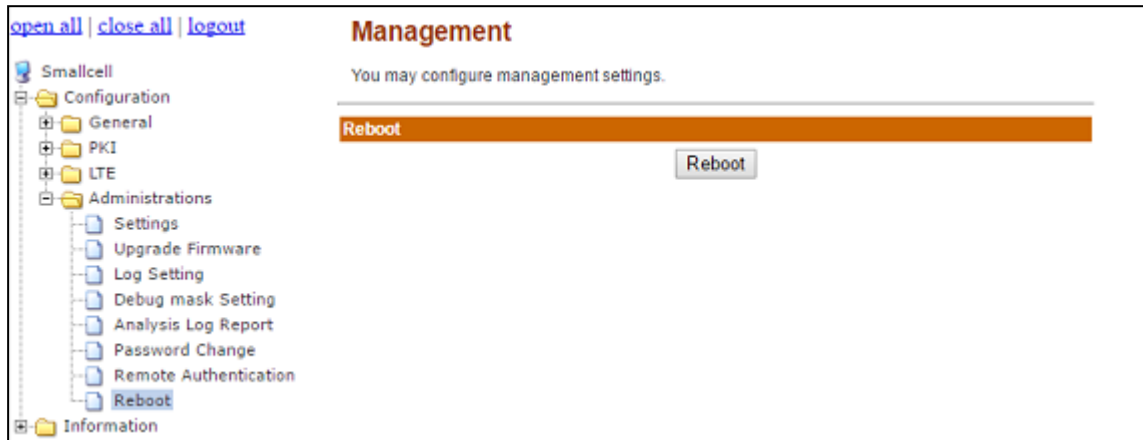 open all | close all | logout
Smallcell
Configuration
General
PKI
LTE
Administrations
Settings
Upgrade Firmware
Log Setting
Debug mask Setting
Analysis Log Report
Password Change
Remote Authentication
Reboot
Information
Management
You may configure management settings.
Reboot
Reboot